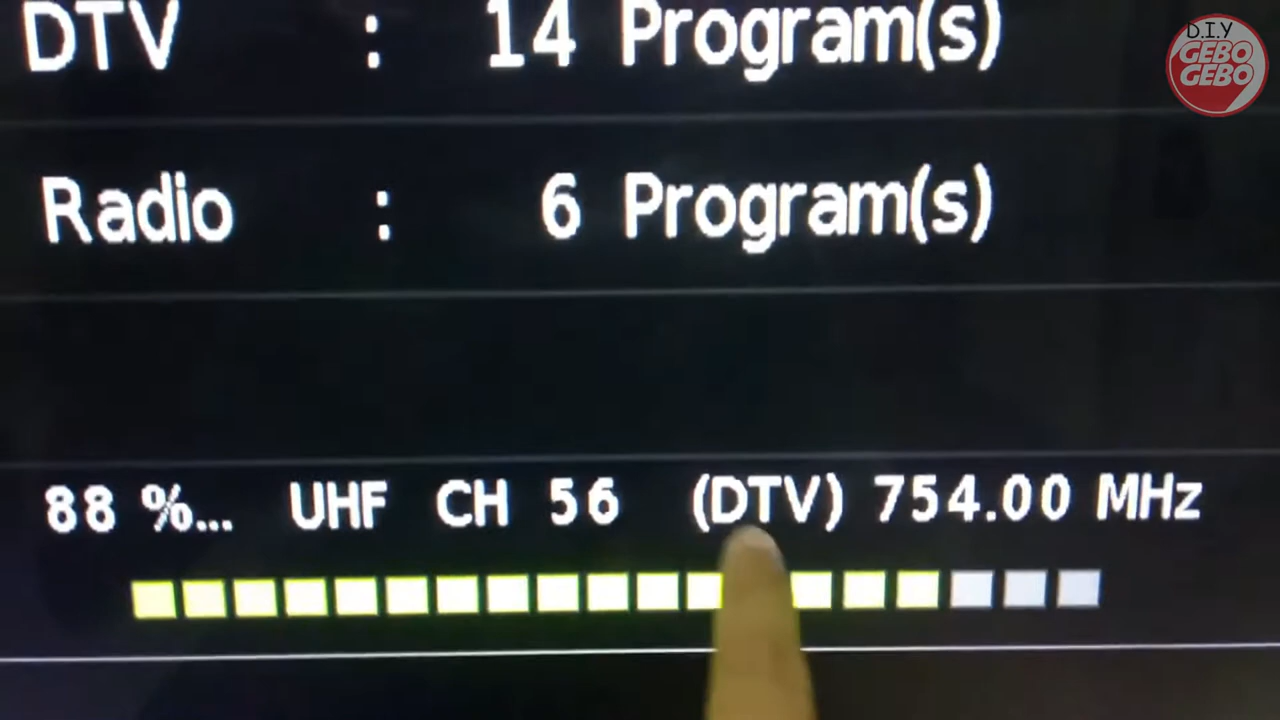 DTV : 14 Program(s)
D.I.Y
GEBO
GEBO
Radio : 6 Program(s)
88 %... UHF CH 56 (DTV) 754.00 MHz